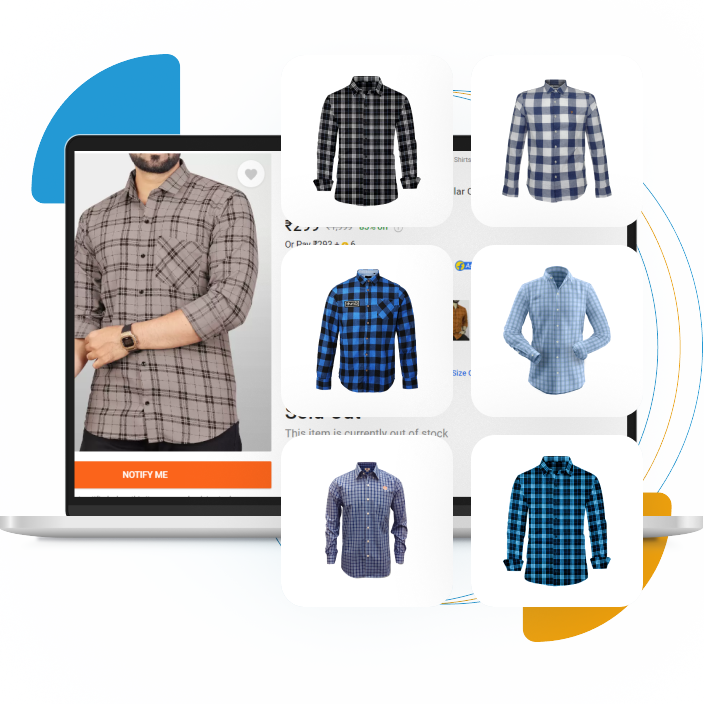 Shirts
lar C
₹299 ₹1,999 85% off
Or Pay ₹293 + 6
Size C
Sold Out
This item is currently out of stock
NOTIFY ME